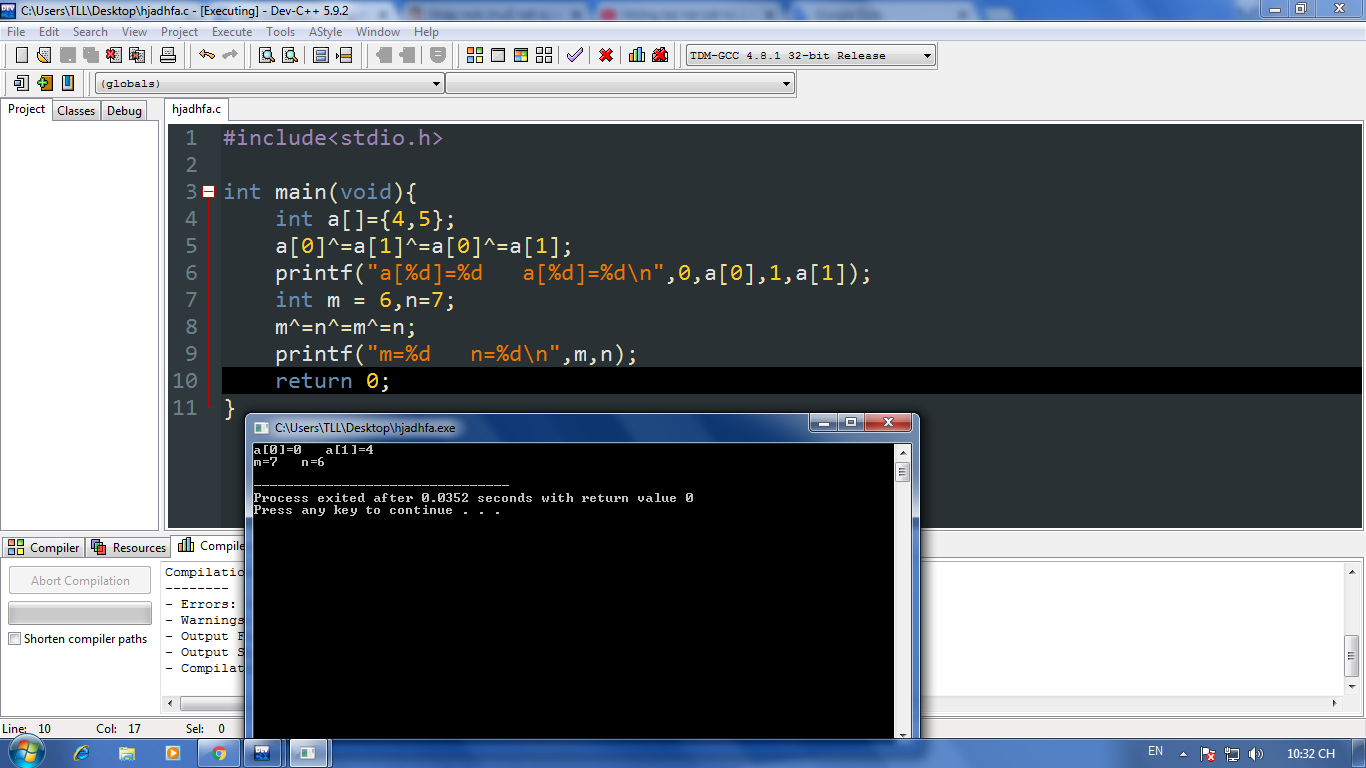 C:\Users\TLL\Desktop\hjadhfa.c - [Executing] - Dev-C++ 5.9.2
File Edit Search View Project Execute Tools AStyle Window Help
TDM-GCC 4.8.1 32-bit Release
(globals)
Project Classes Debug hjadhfa.c
1 #include<stdio.h>
2
3 int main(void){
4 int a[]={4,5};
5 a[0]^=a[1]^=a[0]^=a[1];
6 printf("a[%d]=%d   a[%d]=%d\n",0,a[0],1,a[1]);
7 int m = 6,n=7;
8 m^=n^=m^=n;
9 printf("m=%d   n=%d\n",m,n);
10 return 0;
11 }
C:\Users\TLL\Desktop\hjadhfa.exe
a[0]=0   a[1]=4
m=7   n=6
--------------------------------
Process exited after 0.0352 seconds with return value 0
Press any key to continue . . .
Compiler Resources Compile
Abort Compilation
Shorten compiler paths
Compilatio
--------
- Errors:
- Warnings
- Output F
- Output S
- Compilat
Line: 10 Col: 17 Sel: 0
DEV
EN 10:32 CH